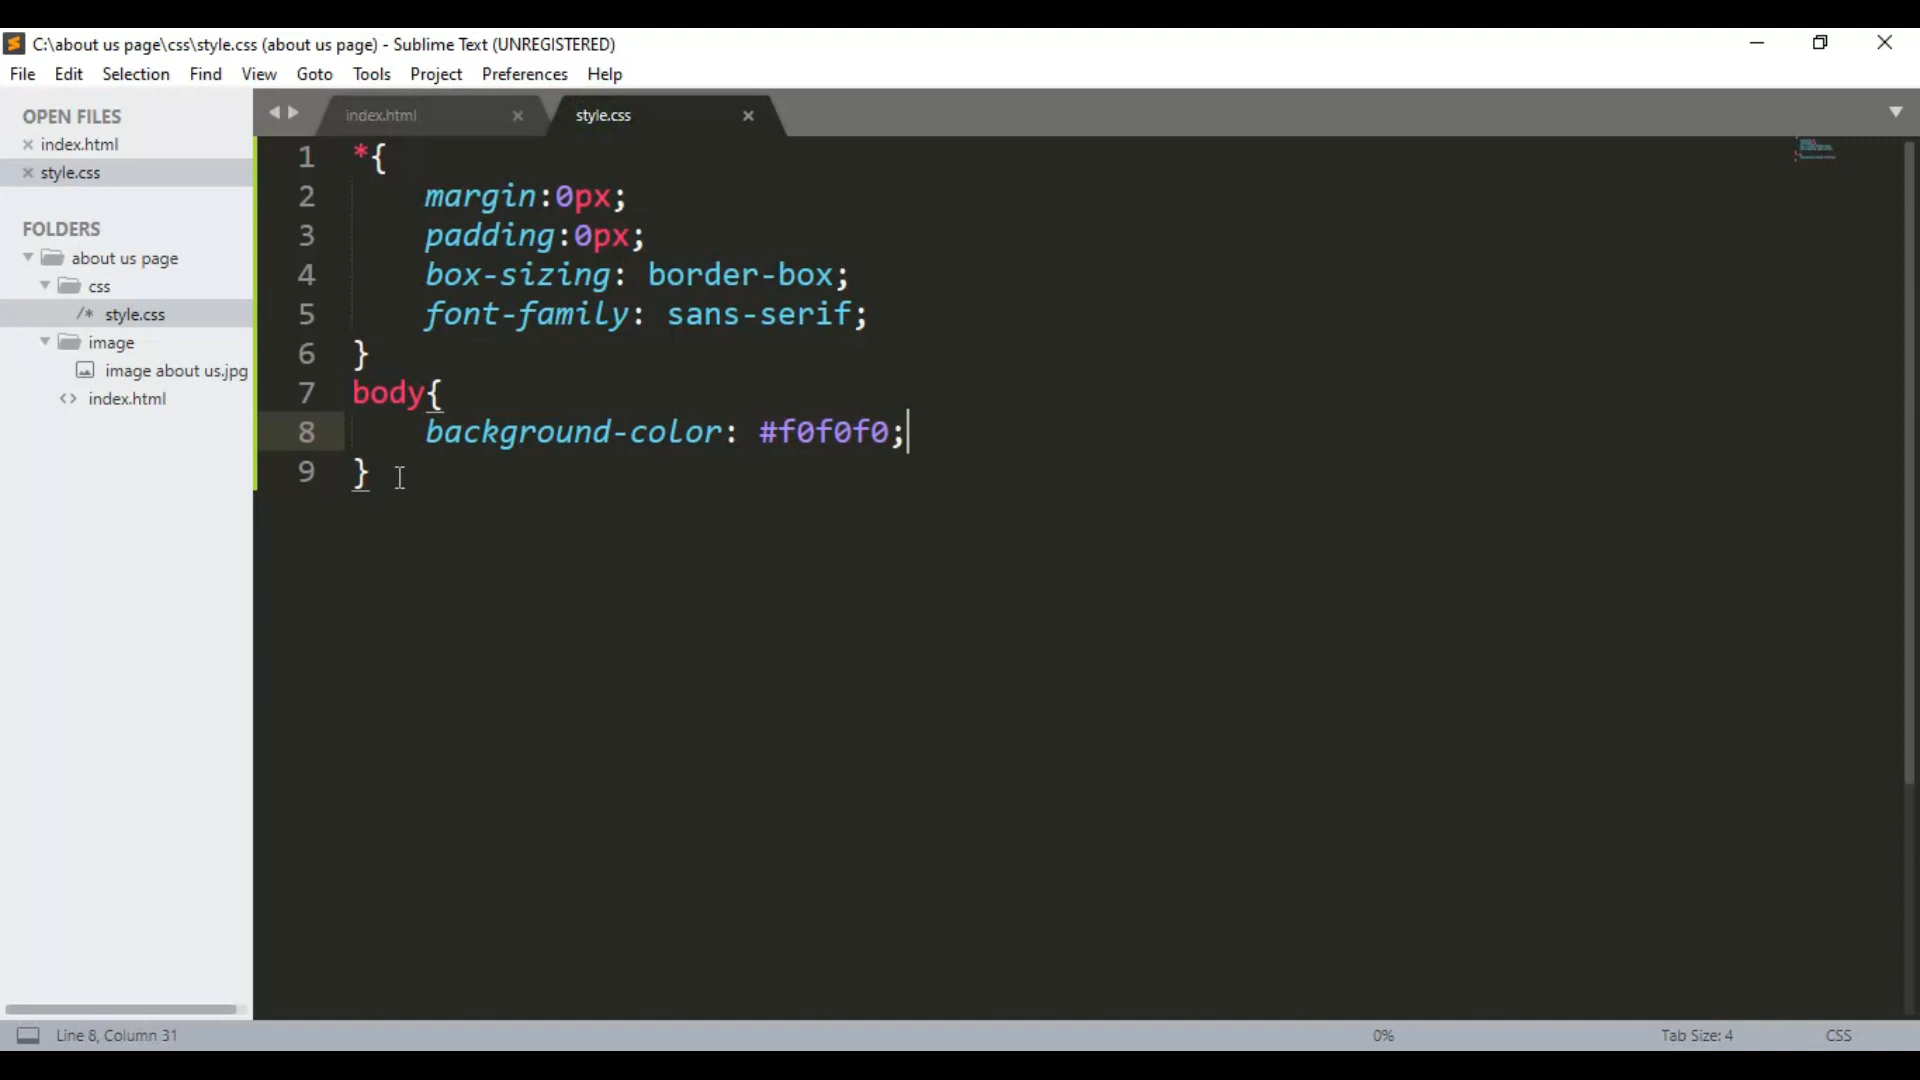 C:\about us page\css\style.css (about us page) - Sublime Text (UNREGISTERED)
File Edit Selection Find View Goto Tools Project Preferences Help
OPEN FILES
index.html
style.css
FOLDERS
about us page
css
/* style.css
image
image about us.jpg
<> index.html
index.html
style.css
1 *{
2 margin:0px;
3 padding:0px;
4 box-sizing: border-box;
5 font-family: sans-serif;
6 }
7 body{
8 background-color: #f0f0f0;
9 }
Line 8, Column 31
0%
Tab Size: 4
CSS